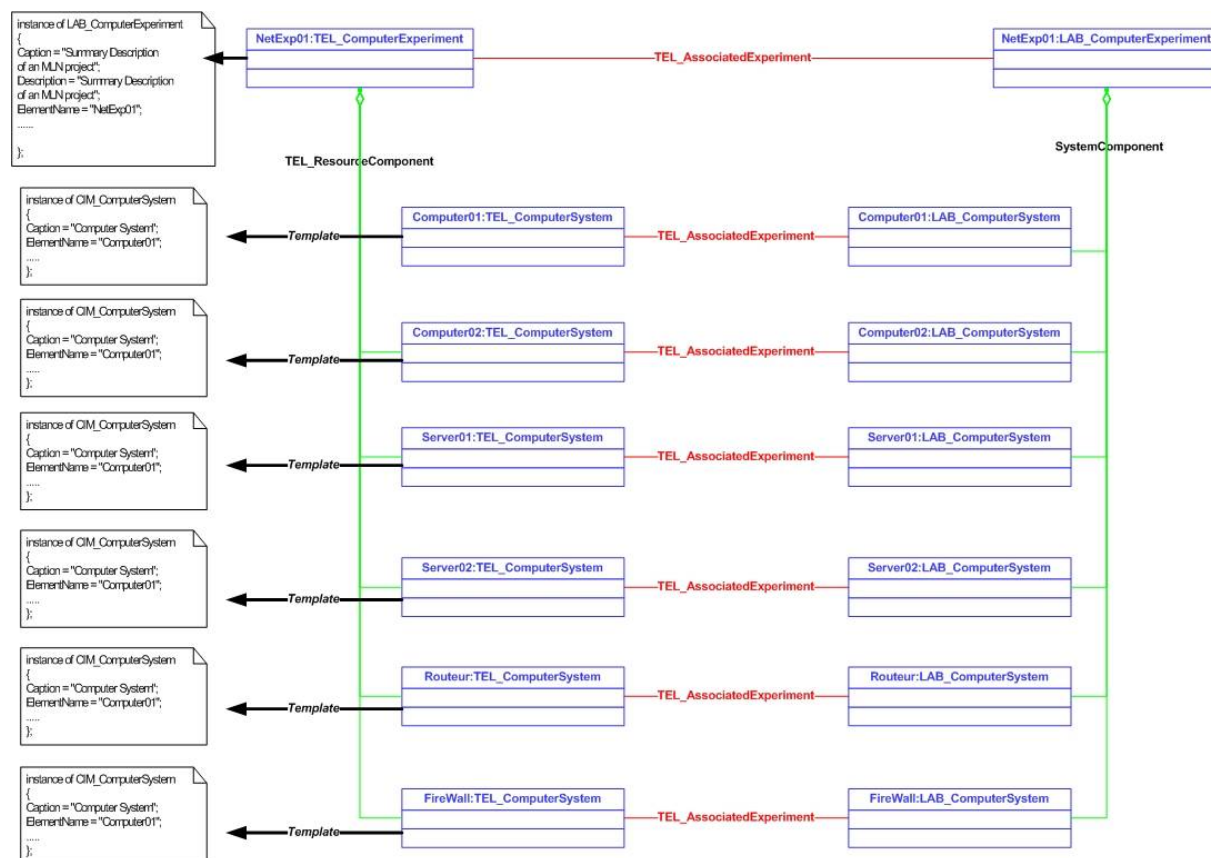 instance of LAB_ComputerExperiment
{
Caption = "Summary Description
of an MLN project";
Description = "Summary Description
of an MLN project";
ElementName = "NetExp01";
......
};
NetExp01:TEL_ComputerExperiment
TEL_AssociatedExperiment
NetExp01:LAB_ComputerExperiment
TEL_ResourceComponent
SystemComponent
instance of CIM_ComputerSystem
{
Caption = "Computer System";
ElementName = "Computer01";
.....
};
Template
Computer01:TEL_ComputerSystem
TEL_AssociatedExperiment
Computer01:LAB_ComputerSystem
instance of CIM_ComputerSystem
{
Caption = "Computer System";
ElementName = "Computer01";
.....
};
Template
Computer02:TEL_ComputerSystem
TEL_AssociatedExperiment
Computer02:LAB_ComputerSystem
instance of CIM_ComputerSystem
{
Caption = "Computer System";
ElementName = "Computer01";
.....
};
Template
Server01:TEL_ComputerSystem
TEL_AssociatedExperiment
Server01:LAB_ComputerSystem
instance of CIM_ComputerSystem
{
Caption = "Computer System";
ElementName = "Computer01";
.....
};
Template
Server02:TEL_ComputerSystem
TEL_AssociatedExperiment
Server02:LAB_ComputerSystem
instance of CIM_ComputerSystem
{
Caption = "Computer System";
ElementName = "Computer01";
.....
};
Template
Routeur:TEL_ComputerSystem
TEL_AssociatedExperiment
Routeur:LAB_ComputerSystem
instance of CIM_ComputerSystem
{
Caption = "Computer System";
ElementName = "Computer01";
.....
};
Template
FireWall:TEL_ComputerSystem
TEL_AssociatedExperiment
FireWall:LAB_ComputerSystem